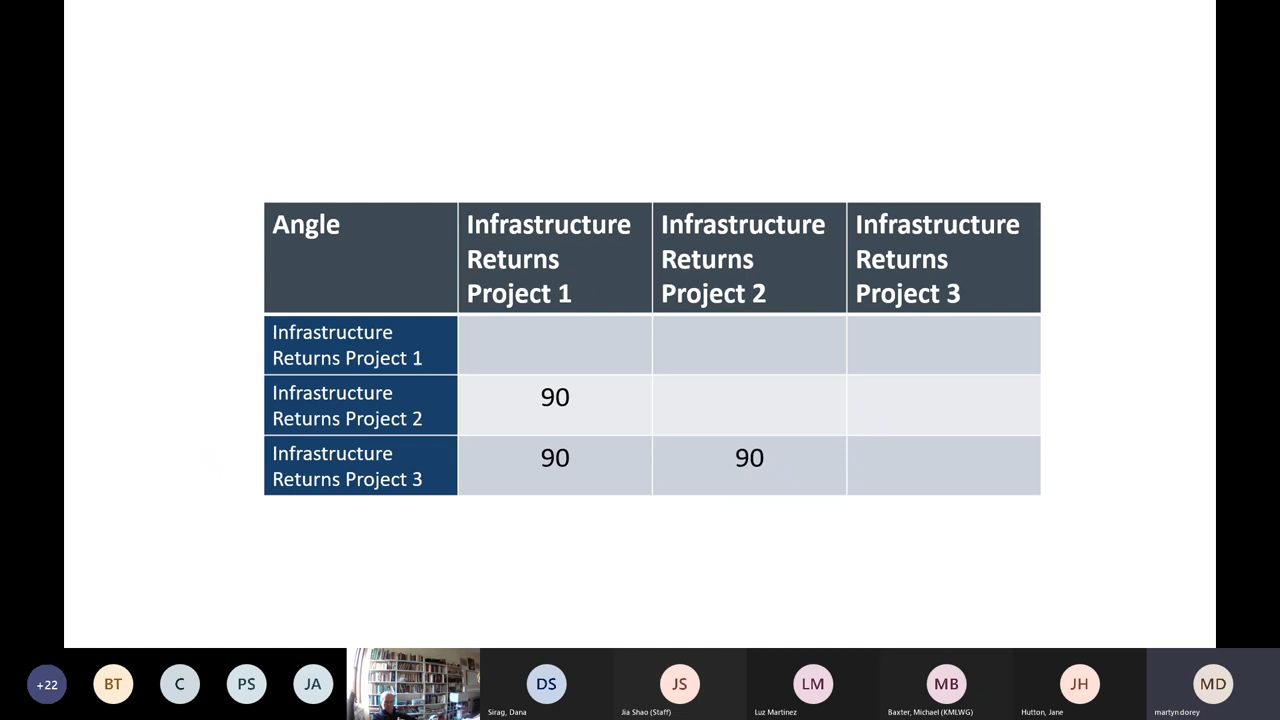 Angle
Infrastructure
Returns
Project 1
Infrastructure
Returns
Project 2
Infrastructure
Returns
Project 3
Infrastructure
Returns Project 1
Infrastructure
Returns Project 2
90
Infrastructure
Returns Project 3
90
90
+22
BT
C
PS
JA
DS
Sirag, Dana
JS
Jia Shao (Staff)
LM
Luz Martinez
MB
Baxter, Michael (KMLWG)
JH
Hutton, Jane
MD
martyn dorey